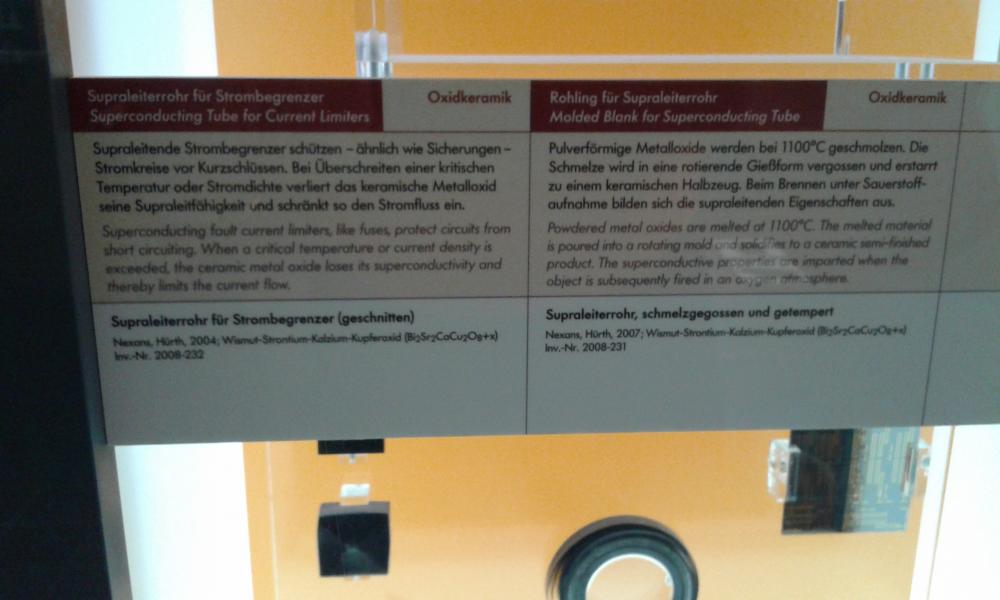 Supraleiterrohr für Strombegrenzer
Superconducting Tube for Current Limiters
Oxidkeramik
Supraleitende Strombegrenzer schützen – ähnlich wie Sicherungen –
Stromkreise vor Kurzschlüssen. Bei Überschreiten einer kritischen
Temperatur oder Stromdichte verliert das keramische Metalloxid
seine Supraleitfähigkeit und schränkt so den Stromfluss ein.
Superconducting fault current limiters, like fuses, protect circuits from
short circuiting. When a critical temperature or current density is
exceeded, the ceramic metal oxide loses its superconductivity and
thereby limits the current flow.
Supraleiterrohr für Strombegrenzer (geschnitten)
Nexans, Hürth, 2004; Wismut-Strontium-Kalzium-Kupferoxid (Bi₂Sr₂CaCu₂O₈+x)
Inv.-Nr. 2008-232
Rohling für Supraleiterrohr
Molded Blank for Superconducting Tube
Oxidkeramik
Pulverförmige Metalloxide werden bei 1100°C geschmolzen. Die
Schmelze wird in eine rotierende Gießform vergossen und erstarrt
zu einem keramischen Halbzeug. Beim Brennen unter Sauerstoff-
aufnahme bilden sich die supraleitenden Eigenschaften aus.
Powdered metal oxides are melted at 1100°C. The melted material
is poured into a rotating mold and solidifies to a ceramic semi-finished
product. The superconductive properties are imparted when the
object is subsequently fired in an oxygen atmosphere.
Supraleiterrohr, schmelzgegossen und getempert
Nexans, Hürth, 2007; Wismut-Strontium-Kalzium-Kupferoxid (Bi₂Sr₂CaCu₂O₈+x)
Inv.-Nr. 2008-231